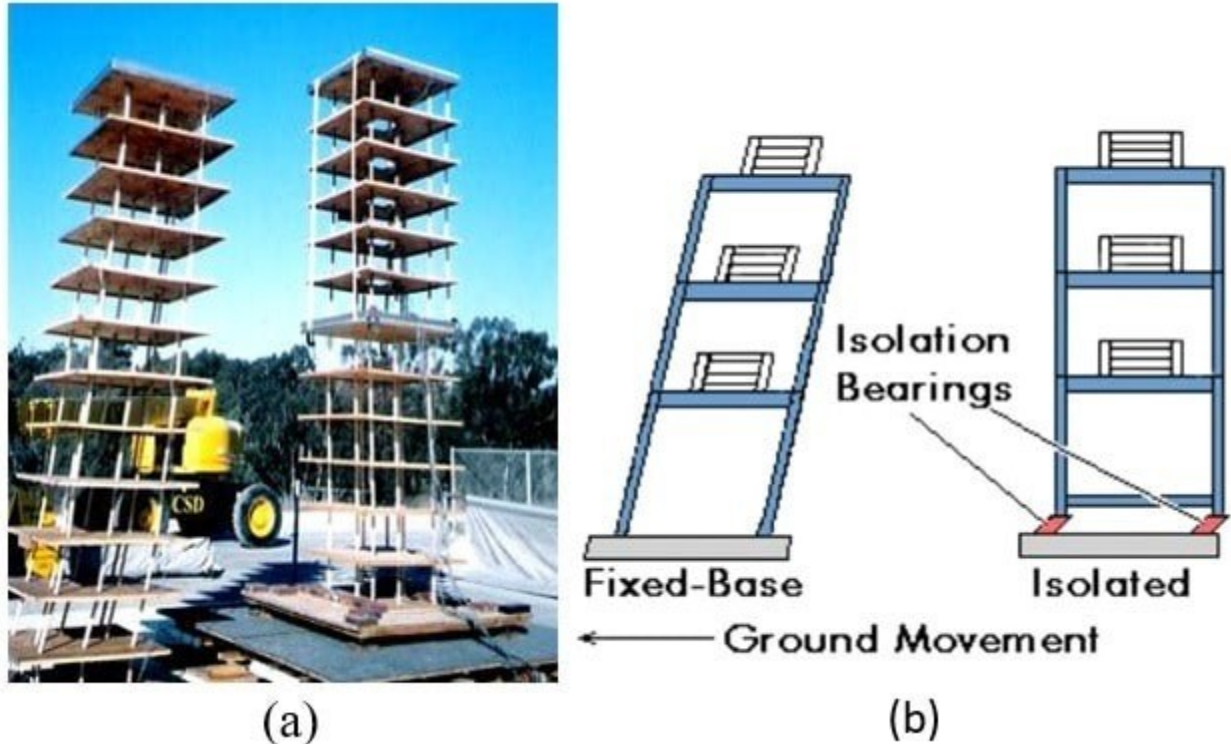 CSD
Isolation
Bearings
Fixed-Base
Isolated
Ground Movement
(a)
(b)